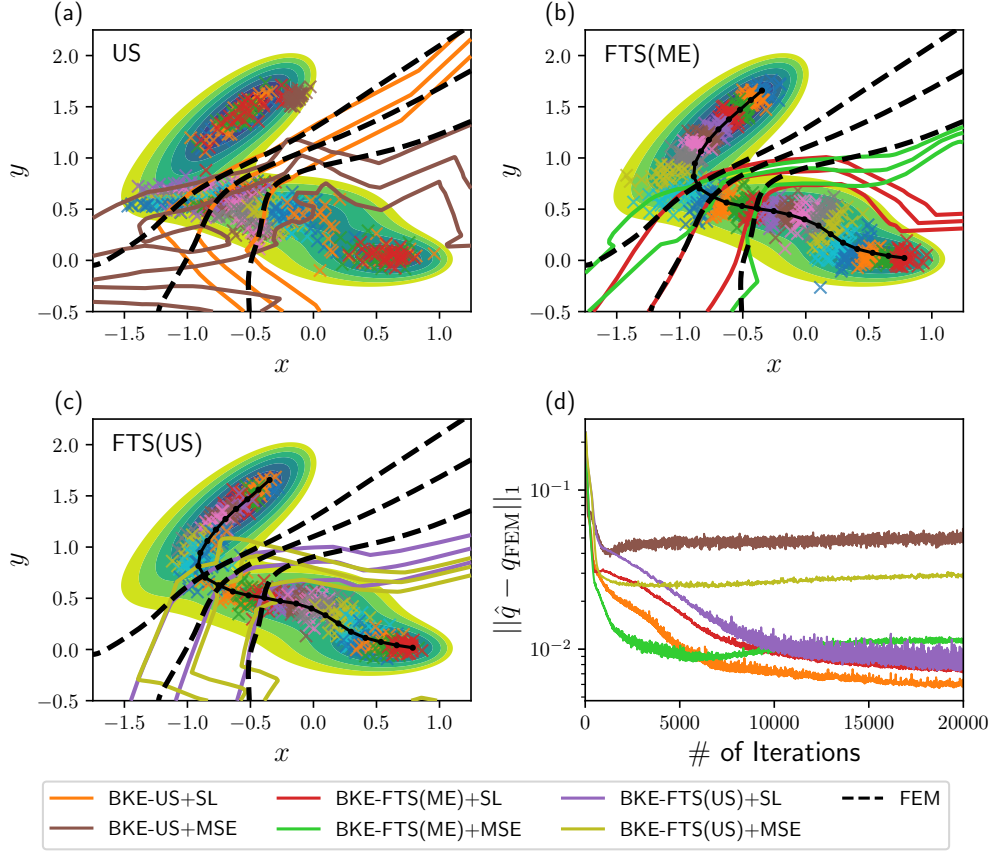 (a)
US
2.0
1.5
1.0
0.5
0.0
−0.5
y
−1.5 −1.0 −0.5 0.0 0.5 1.0
x
(b)
FTS(ME)
2.0
1.5
1.0
0.5
0.0
−0.5
y
−1.5 −1.0 −0.5 0.0 0.5 1.0
x
(c)
FTS(US)
2.0
1.5
1.0
0.5
0.0
−0.5
y
−1.5 −1.0 −0.5 0.0 0.5 1.0
x
(d)
10⁻¹
10⁻²
||q̂ − q_FEM||₁
0 5000 10000 15000 20000
# of Iterations
BKE-US+SL BKE-FTS(ME)+SL BKE-FTS(US)+SL FEM
BKE-US+MSE BKE-FTS(ME)+MSE BKE-FTS(US)+MSE